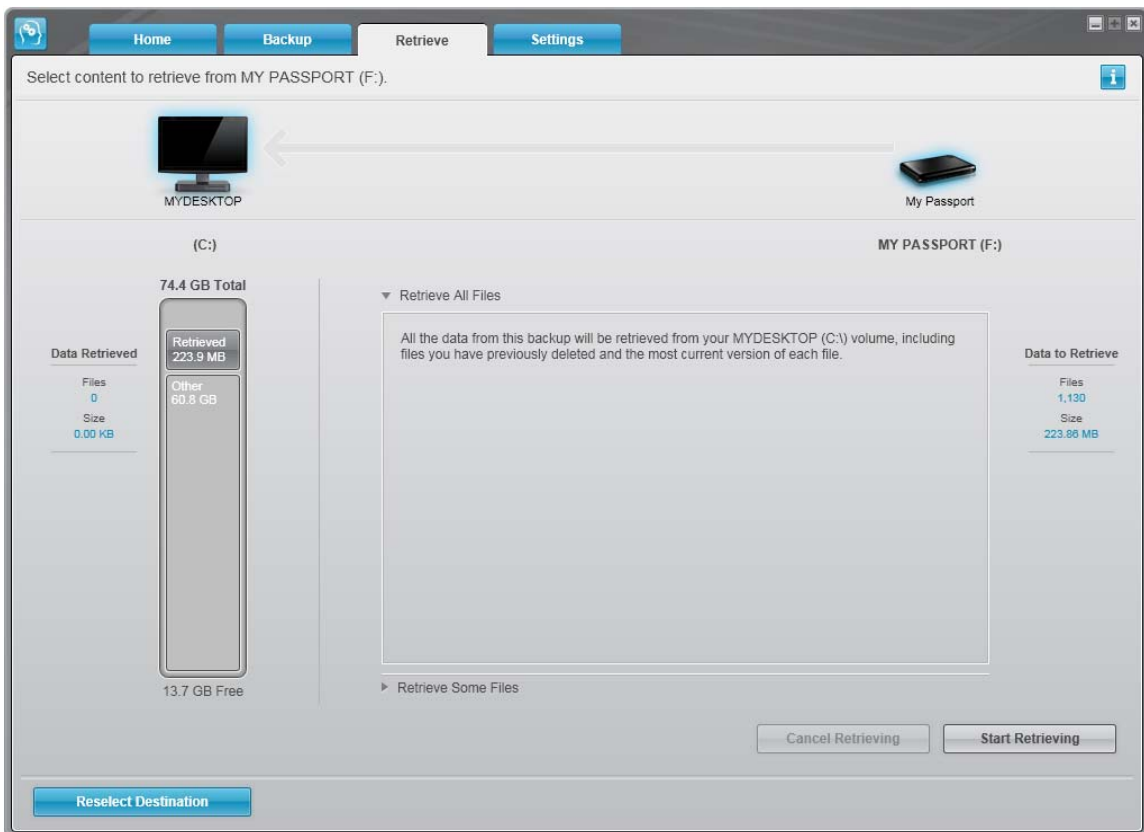 Home
Backup
Retrieve
Settings
Select content to retrieve from MY PASSPORT (F:).
i
MYDESKTOP
My Passport
(C:)
MY PASSPORT (F:)
74.4 GB Total
Retrieved
223.9 MB
Other
60.8 GB
13.7 GB Free
Data Retrieved
Files
0
Size
0.00 KB
Retrieve All Files
All the data from this backup will be retrieved from your MYDESKTOP (C:\) volume, including
files you have previously deleted and the most current version of each file.
Retrieve Some Files
Data to Retrieve
Files
1,130
Size
223.86 MB
Cancel Retrieving
Start Retrieving
Reselect Destination